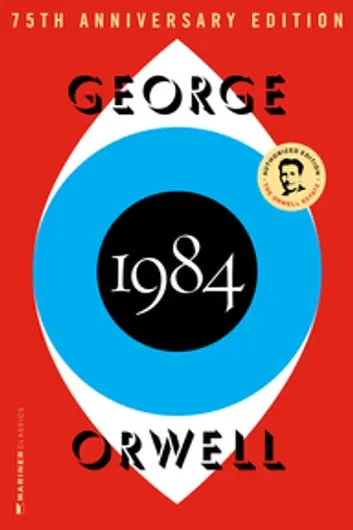 75TH ANNIVERSARY EDITION
GEORGE
AUTHORIZED EDITION
THE ORWELL ESTATE
1984
ORWELL
MARINER CLASSICS